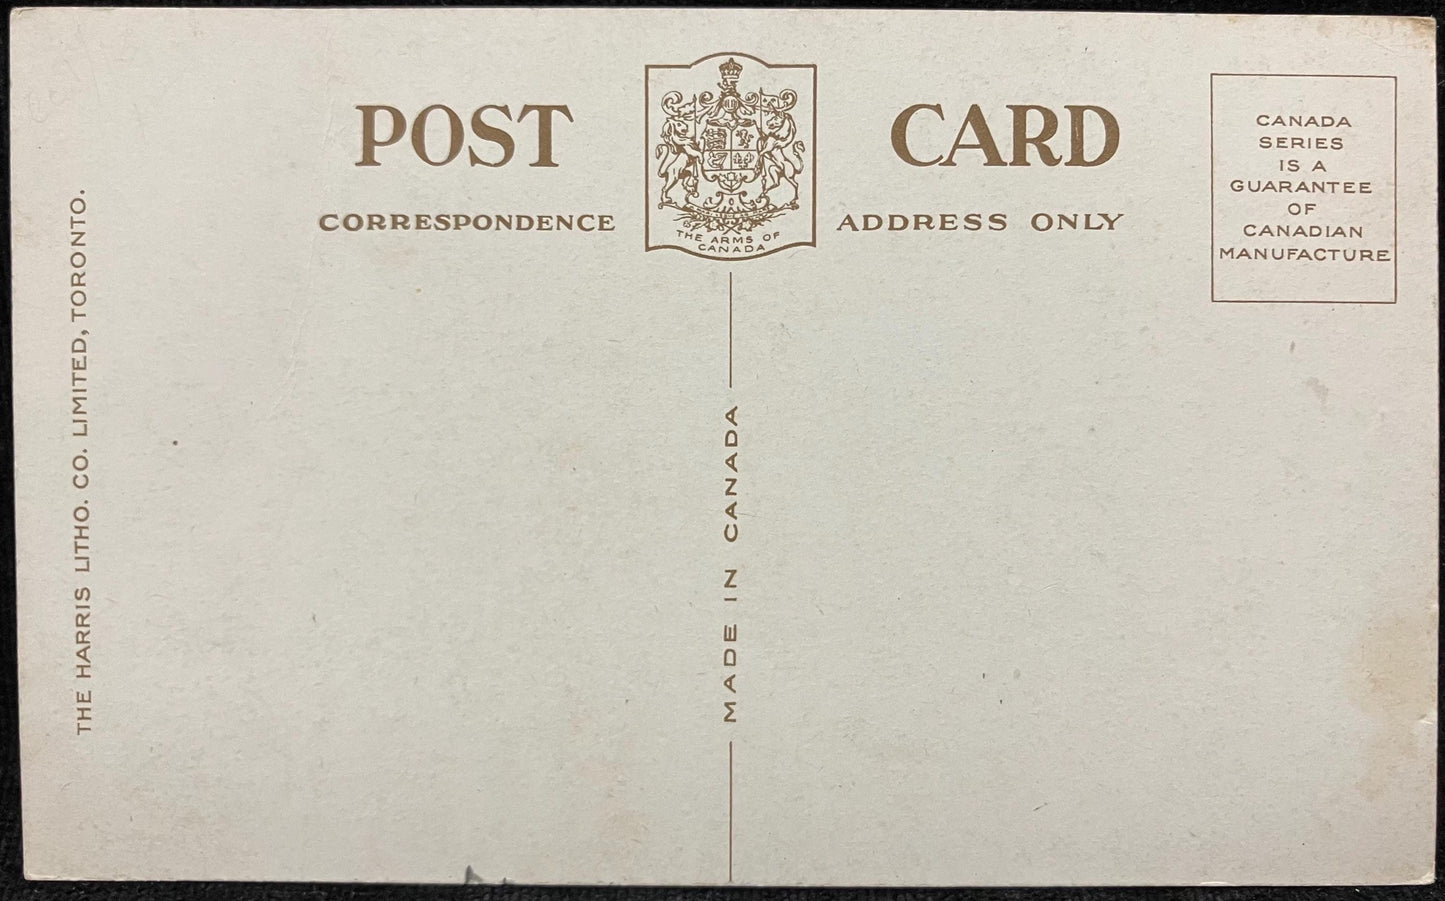 POST CARD
CORRESPONDENCE
ADDRESS ONLY
THE ARMS OF
CANADA
CANADA
SERIES
IS A
GUARANTEE
OF
CANADIAN
MANUFACTURE
MADE IN CANADA
THE HARRIS LITHO. CO. LIMITED, TORONTO.